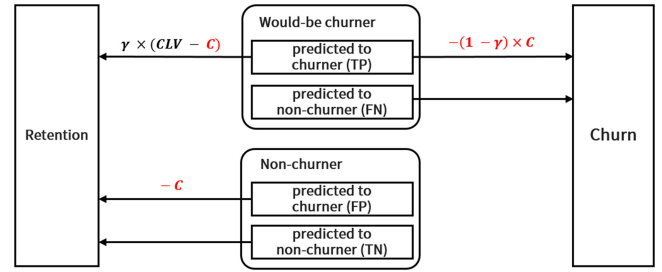 Would-be churner
γ × (CLV − C)
predicted to
churner (TP)
−(1 − γ) × C
predicted to
non-churner (FN)
Retention
Churn
Non-churner
− C
predicted to
churner (FP)
predicted to
non-churner (TN)